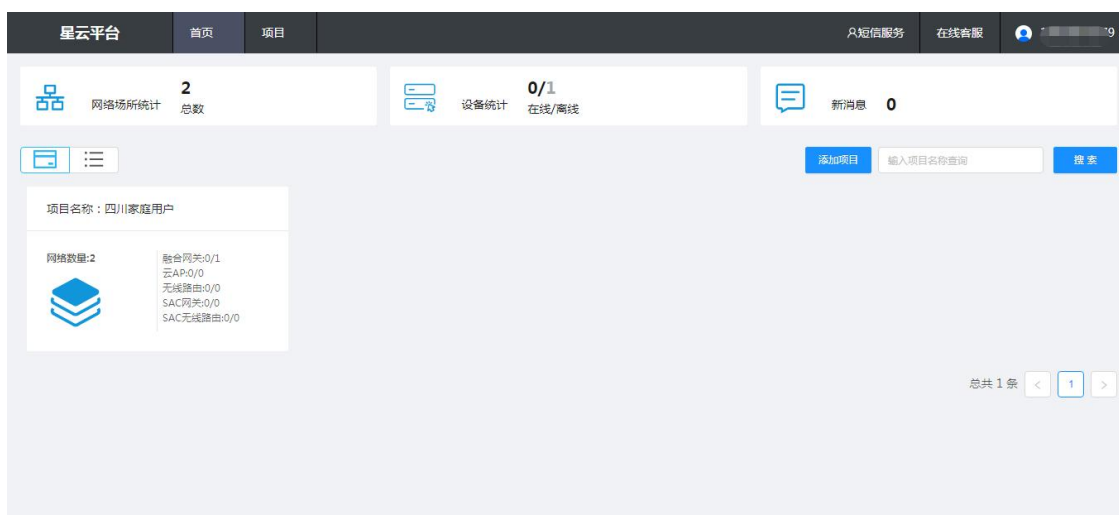 星云平台 首页 项目 短信服务 在线客服
网络场所统计 2 总数
设备统计 0/1 在线/离线
新消息 0
添加项目 输入项目名称查询 搜索
项目名称：四川家庭用户
网络数量:2
融合网关:0/1
云AP:0/0
无线路由:0/0
SAC网关:0/0
SAC无线路由:0/0
总共 1 条 < 1 >